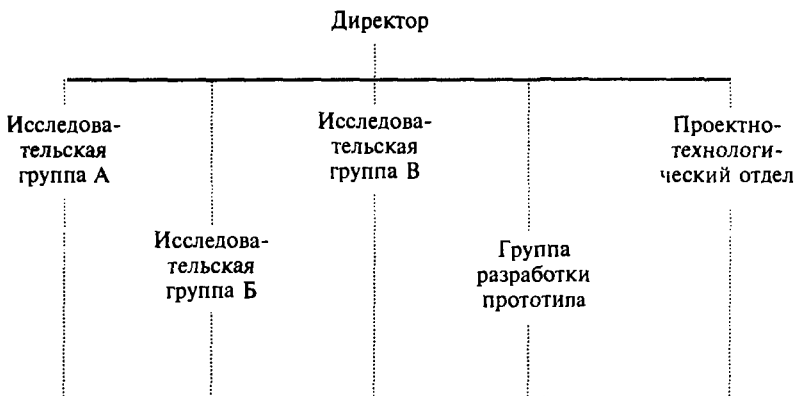 Директор
Исследова-
тельская
группа А
Исследова-
тельская
группа В
Проектно-
технологи-
ческий отдел
Исследова-
тельская
группа Б
Группа
разработки
прототипа